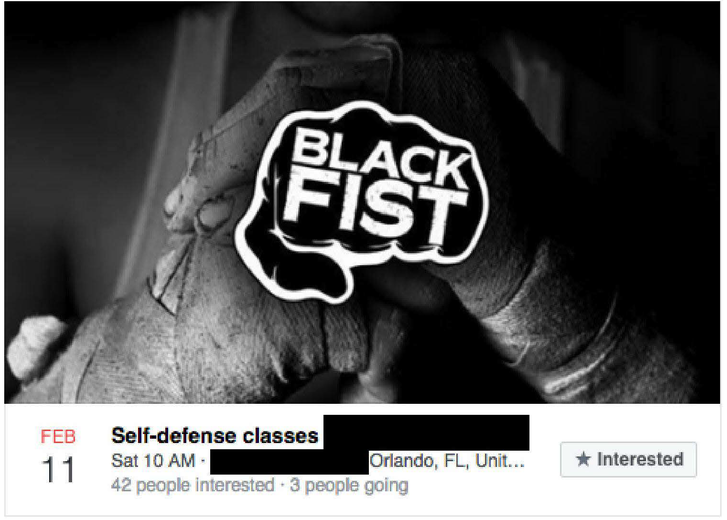 BLACK
FIST
FEB
11
Self-defense classes
Sat 10 AM ·
Orlando, FL, Unit...
42 people interested · 3 people going
★ Interested